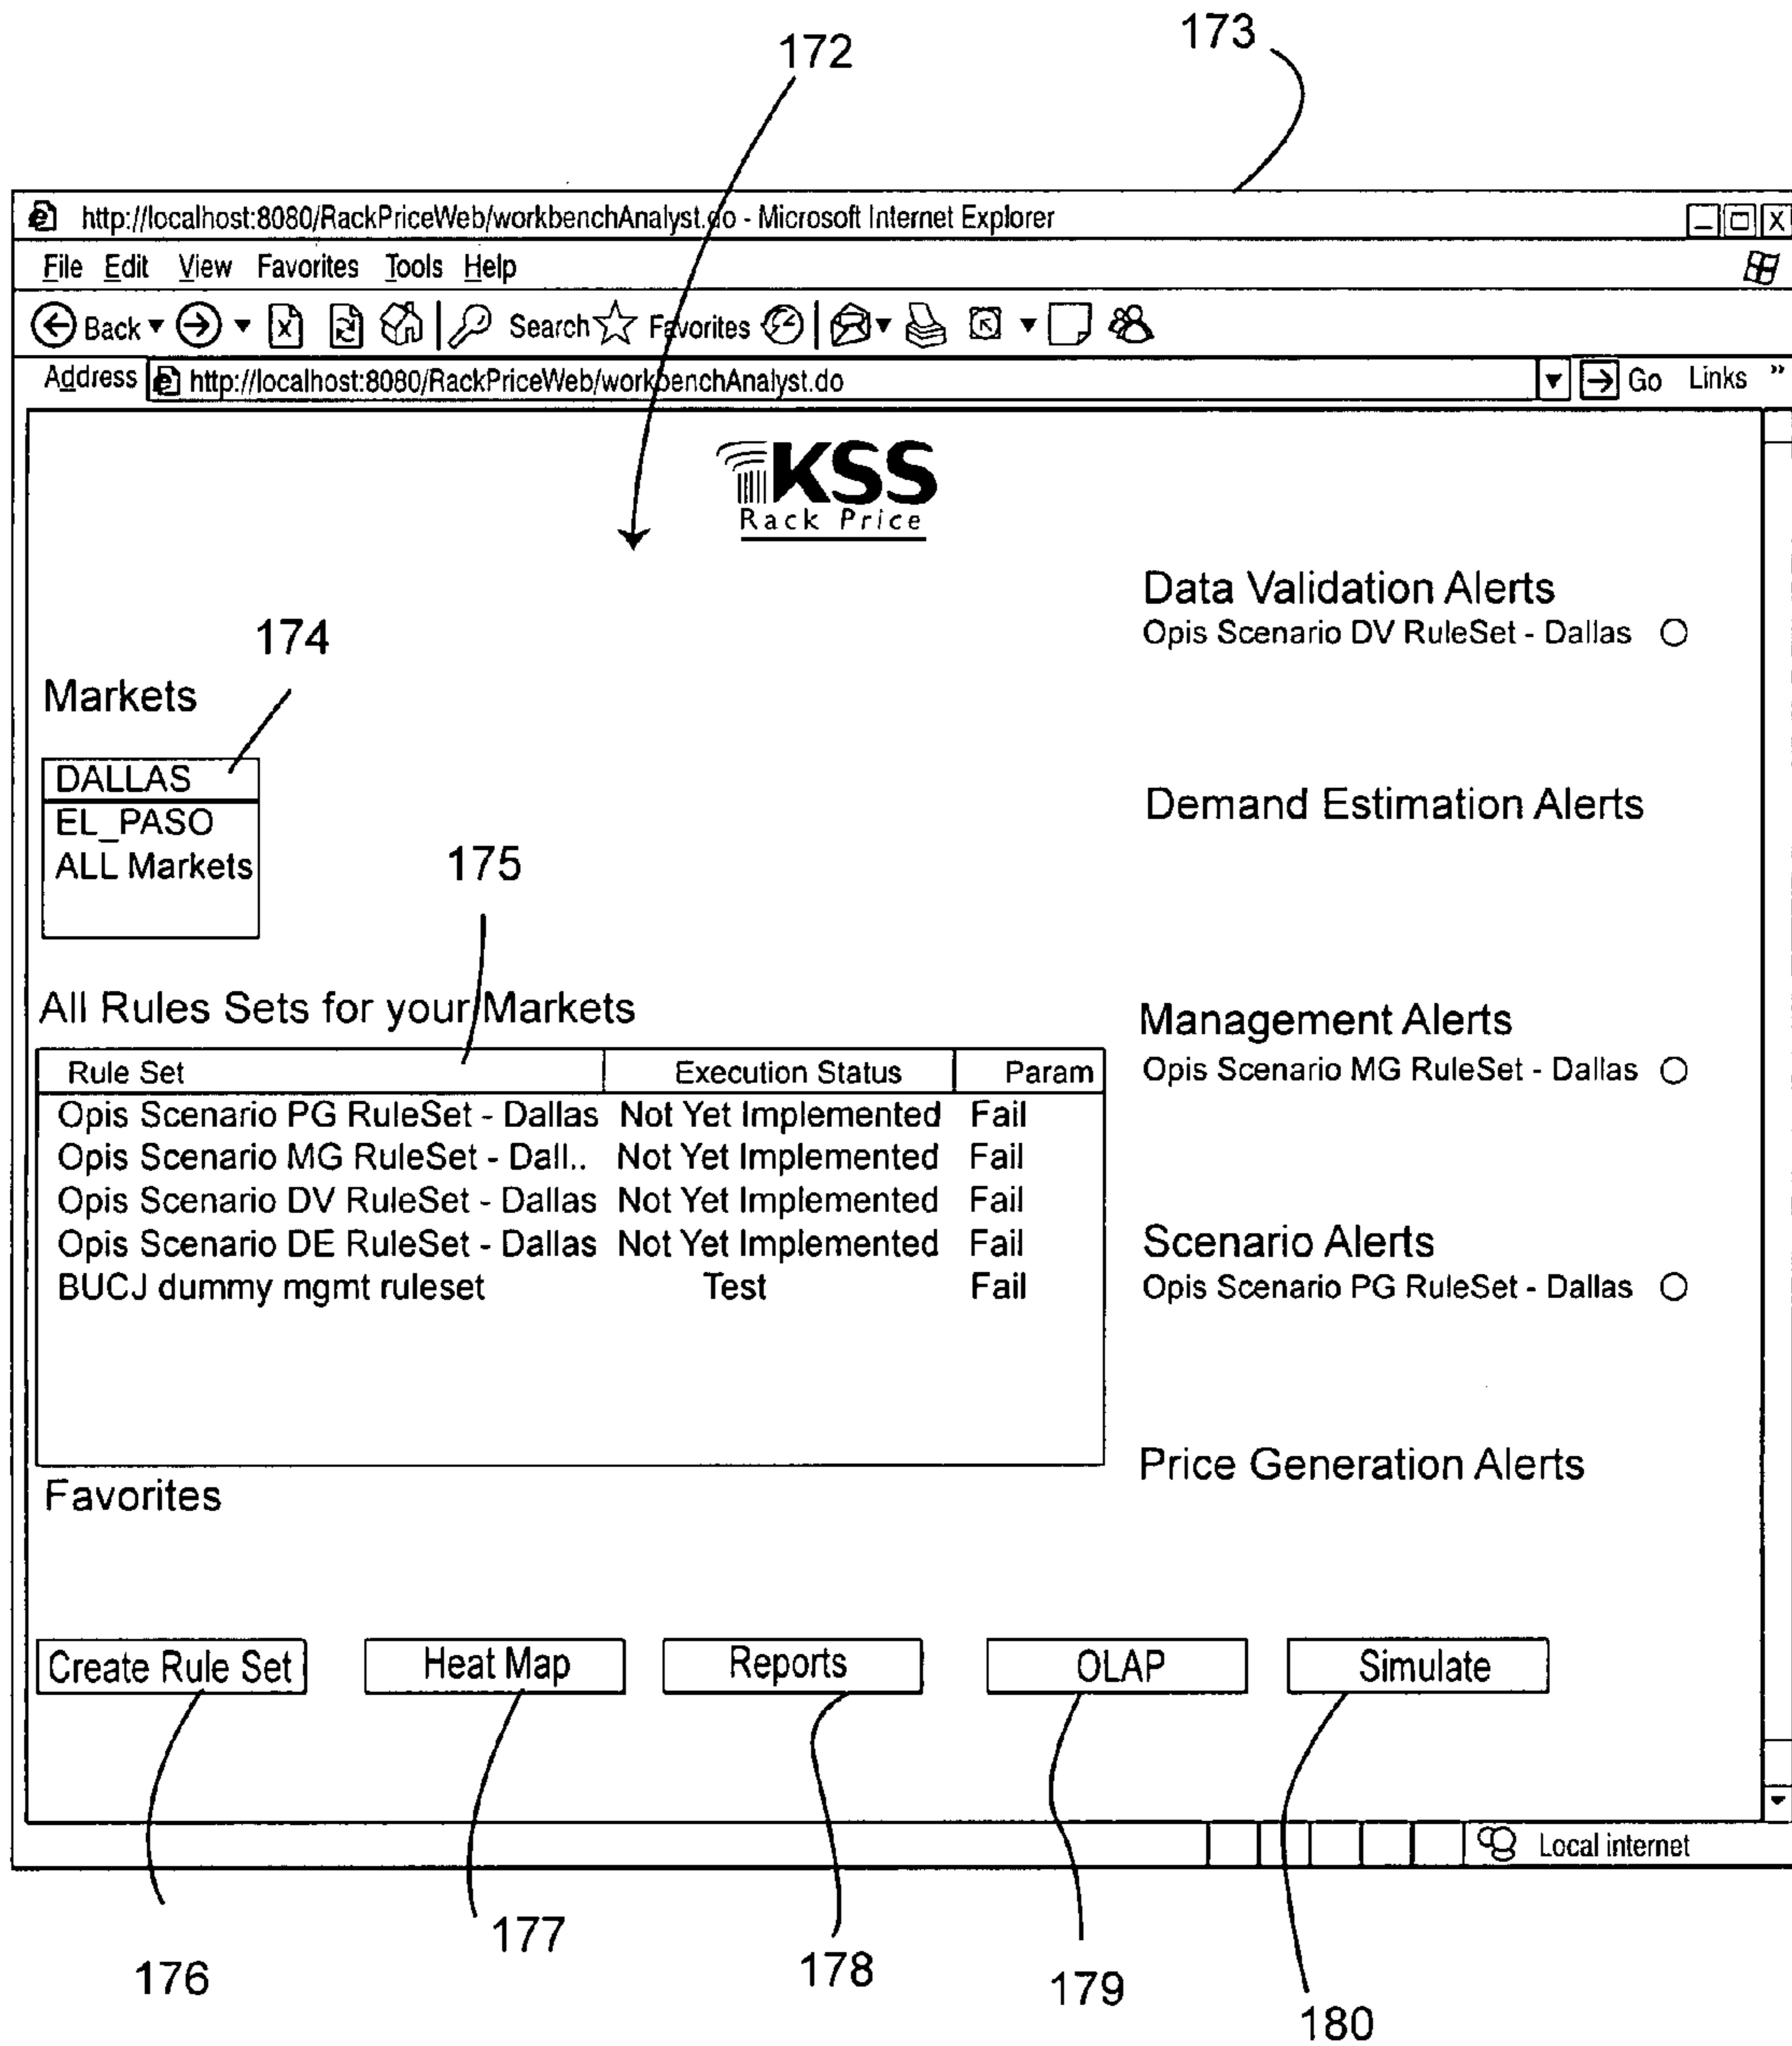 172
173
http://localhost:8080/RackPriceWeb/workbenchAnalyst.do - Microsoft Internet Explorer
File Edit View Favorites Tools Help
Back Search Favorites
Address http://localhost:8080/RackPriceWeb/workbenchAnalyst.do Go Links »
KSS
Rack Price
174
Markets
DALLAS
EL_PASO
ALL Markets
175
All Rules Sets for your Markets
Rule Set Execution Status Param
Opis Scenario PG RuleSet - Dallas Not Yet Implemented Fail
Opis Scenario MG RuleSet - Dall.. Not Yet Implemented Fail
Opis Scenario DV RuleSet - Dallas Not Yet Implemented Fail
Opis Scenario DE RuleSet - Dallas Not Yet Implemented Fail
BUCJ dummy mgmt ruleset Test Fail
Favorites
Data Validation Alerts
Opis Scenario DV RuleSet - Dallas
Demand Estimation Alerts
Management Alerts
Opis Scenario MG RuleSet - Dallas
Scenario Alerts
Opis Scenario PG RuleSet - Dallas
Price Generation Alerts
Create Rule Set
Heat Map
Reports
OLAP
Simulate
Local internet
176
177
178
179
180